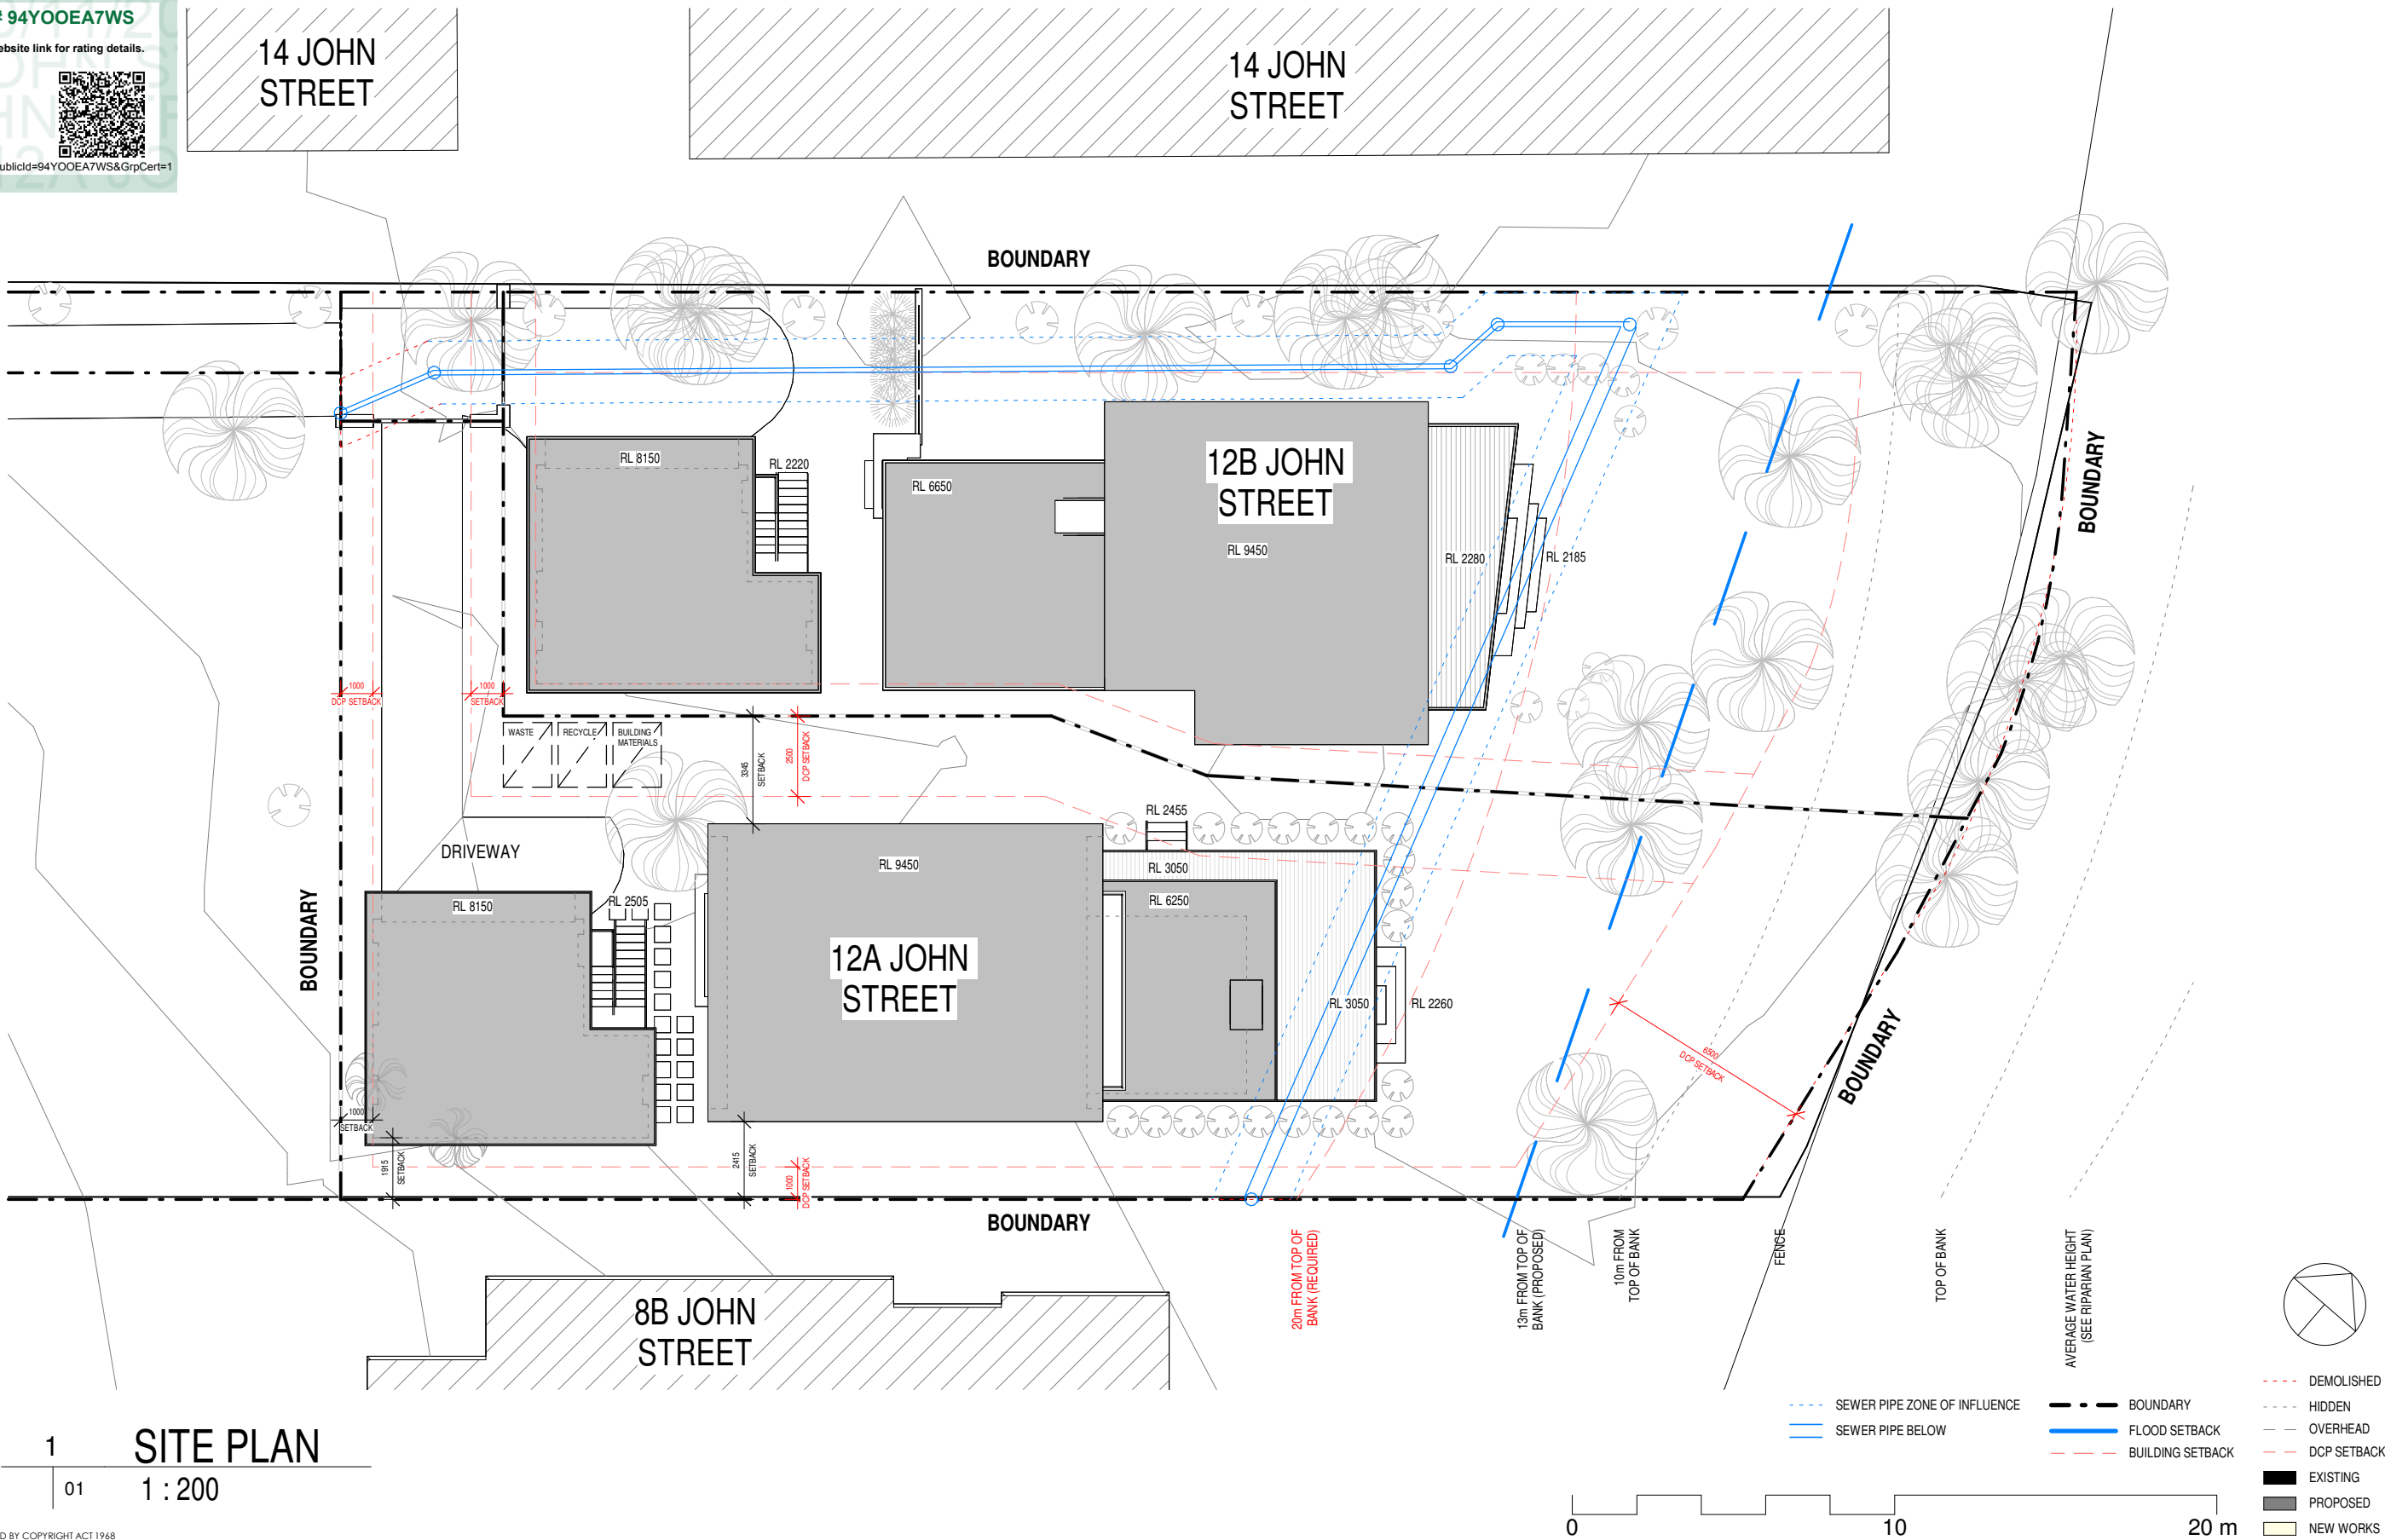 # 94YOOEA7WS
ebsite link for rating details.
ublicId=94YOOEA7WS&GrpCert=1
14 JOHN
STREET
14 JOHN
STREET
BOUNDARY
12B JOHN
STREET
RL 8150
RL 2220
RL 6650
RL 9450
RL 2280
RL 2185
BOUNDARY
1000
DCP SETBACK
1000
SETBACK
WASTE
RECYCLE
BUILDING
MATERIALS
3345
SETBACK
2500
DCP SETBACK
DRIVEWAY
RL 2455
RL 9450
RL 3050
RL 6250
RL 8150
RL 2505
BOUNDARY
12A JOHN
STREET
RL 3050
RL 2260
6500
DCP SETBACK
BOUNDARY
1000
SETBACK
1915
SETBACK
2415
SETBACK
1000
DCP SETBACK
BOUNDARY
8B JOHN
STREET
20m FROM TOP OF
BANK (REQUIRED)
13m FROM TOP OF
BANK (PROPOSED)
10m FROM
TOP OF BANK
FENCE
TOP OF BANK
AVERAGE WATER HEIGHT
(SEE RIPARIAN PLAN)
SEWER PIPE ZONE OF INFLUENCE
SEWER PIPE BELOW
BOUNDARY
FLOOD SETBACK
BUILDING SETBACK
DEMOLISHED
HIDDEN
OVERHEAD
DCP SETBACK
EXISTING
PROPOSED
NEW WORKS
1
SITE PLAN
01
1 : 200
0
10
20 m
D BY COPYRIGHT ACT 1968